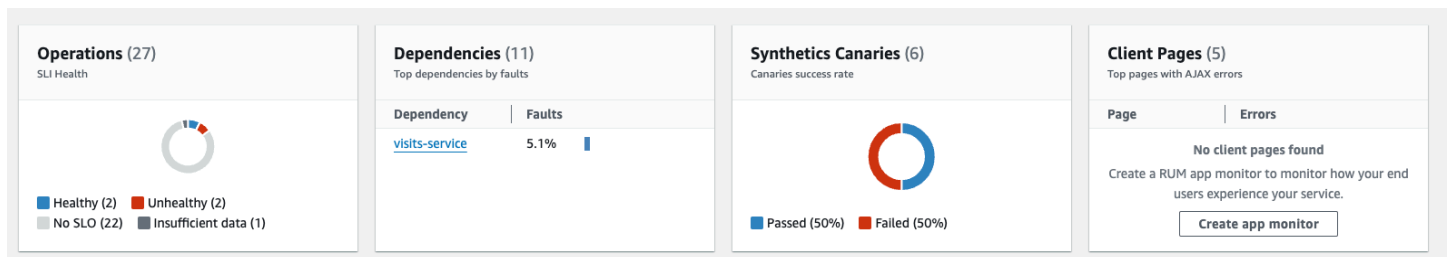 Operations (27)
SLI Health
Healthy (2) Unhealthy (2)
No SLO (22) Insufficient data (1)
Dependencies (11)
Top dependencies by faults
Dependency Faults
visits-service 5.1%
Synthetics Canaries (6)
Canaries success rate
Passed (50%) Failed (50%)
Client Pages (5)
Top pages with AJAX errors
Page Errors
No client pages found
Create a RUM app monitor to monitor how your end
users experience your service.
Create app monitor